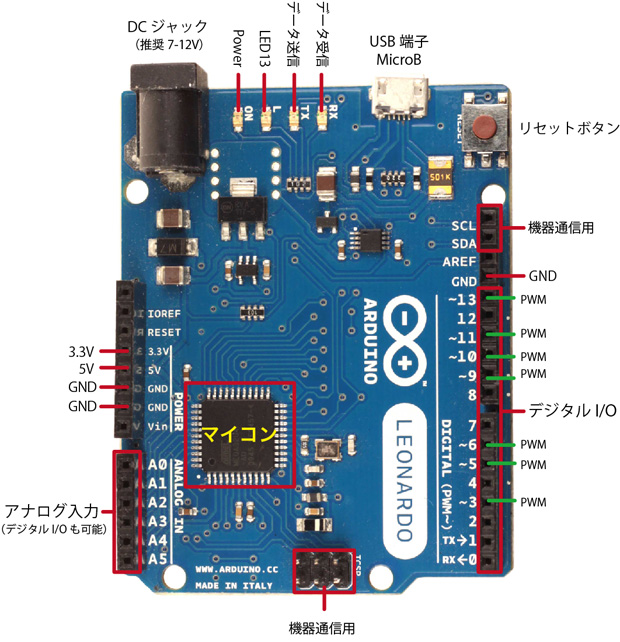 DC ジャック
(推奨 7-12V)
Power
LED13
データ送信
データ受信
USB 端子
MicroB
リセットボタン
ON
L
TX
RX
RESET
501K
M7
SCL
SDA
機器通信用
AREF
GND
GND
~13
PWM
12
~11
PWM
~10
PWM
~9
PWM
8
デジタル I/O
7
~6
PWM
~5
PWM
4
~3
PWM
2
TX→1
RX←0
DIGITAL (PWM~)
ARDUINO
TM
LEONARDO
IOREF
RESET
3.3V
3.3V
5V
5V
GND
GND
GND
GND
Vin
POWER
マイコン
アナログ入力
(デジタル I/O も可能)
A0
A1
A2
A3
A4
A5
ANALOG IN
WWW.ARDUINO.CC
MADE IN ITALY
ICSP
機器通信用